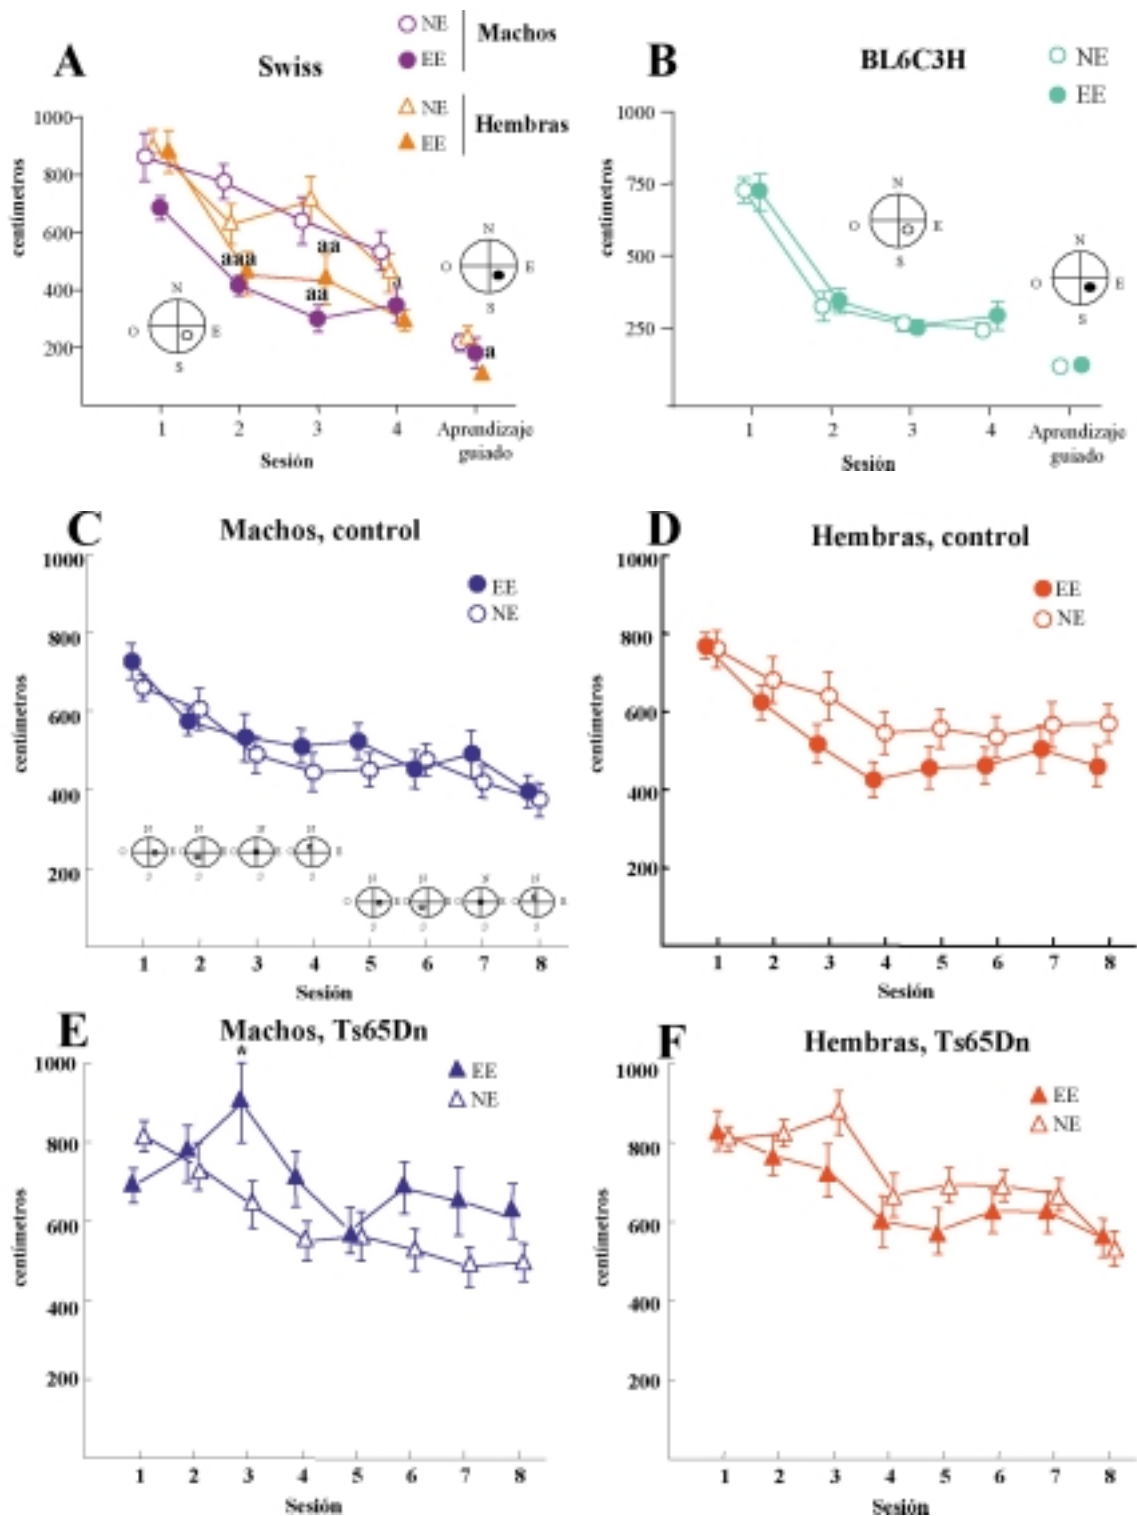 NE
EE
Machos
NE
EE
Hembras
A
Swiss
centímetros
1000
800
600
400
200
aaa
aa
aa
a
a
N
O
E
S
N
O
E
S
1
2
3
4
Aprendizaje
guiado
Sesión
B
BL6C3H
NE
EE
centímetros
1000
750
500
250
N
O
E
S
N
O
E
S
1
2
3
4
Aprendizaje
guiado
Sesión
C
Machos, control
EE
NE
centímetros
1000
800
600
400
200
1
2
3
4
5
6
7
8
Sesión
D
Hembras, control
EE
NE
centímetros
1000
800
600
400
200
1
2
3
4
5
6
7
8
Sesión
E
Machos, Ts65Dn
*
EE
NE
centímetros
1000
800
600
400
200
1
2
3
4
5
6
7
8
Sesión
F
Hembras, Ts65Dn
EE
NE
centímetros
1000
800
600
400
200
1
2
3
4
5
6
7
8
Sesión